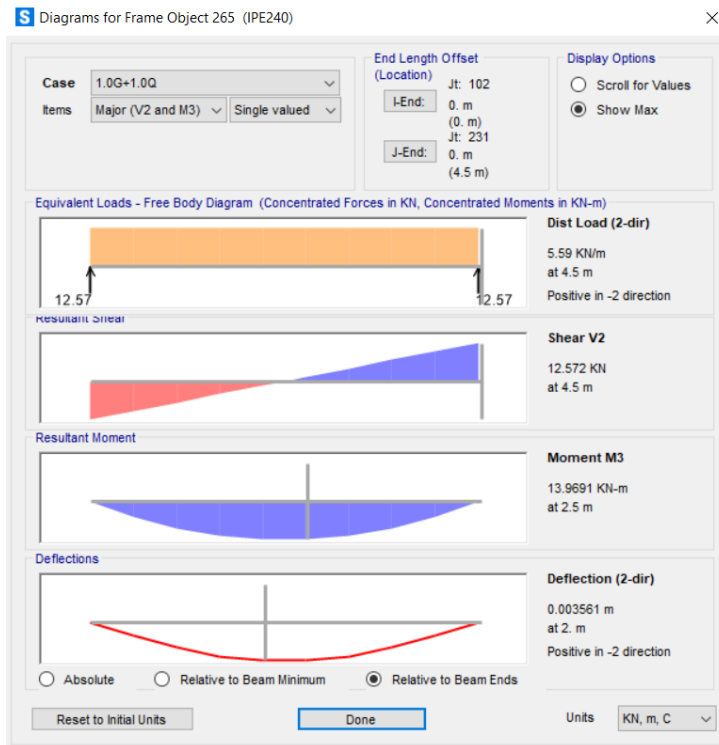 S Diagrams for Frame Object 265 (IPE240)
Case 1.0G+1.0Q
Items Major (V2 and M3) Single valued
End Length Offset
(Location)
I-End:
Jt: 102
0. m
(0. m)
J-End:
Jt: 231
0. m
(4.5 m)
Display Options
Scroll for Values
Show Max
Equivalent Loads - Free Body Diagram (Concentrated Forces in KN, Concentrated Moments in KN-m)
12.57
12.57
Dist Load (2-dir)
5.59 KN/m
at 4.5 m
Positive in -2 direction
Resultant Shear
Shear V2
12.572 KN
at 4.5 m
Resultant Moment
Moment M3
13.9691 KN-m
at 2.5 m
Deflections
Deflection (2-dir)
0.003561 m
at 2. m
Positive in -2 direction
Absolute Relative to Beam Minimum Relative to Beam Ends
Reset to Initial Units Done Units KN, m, C